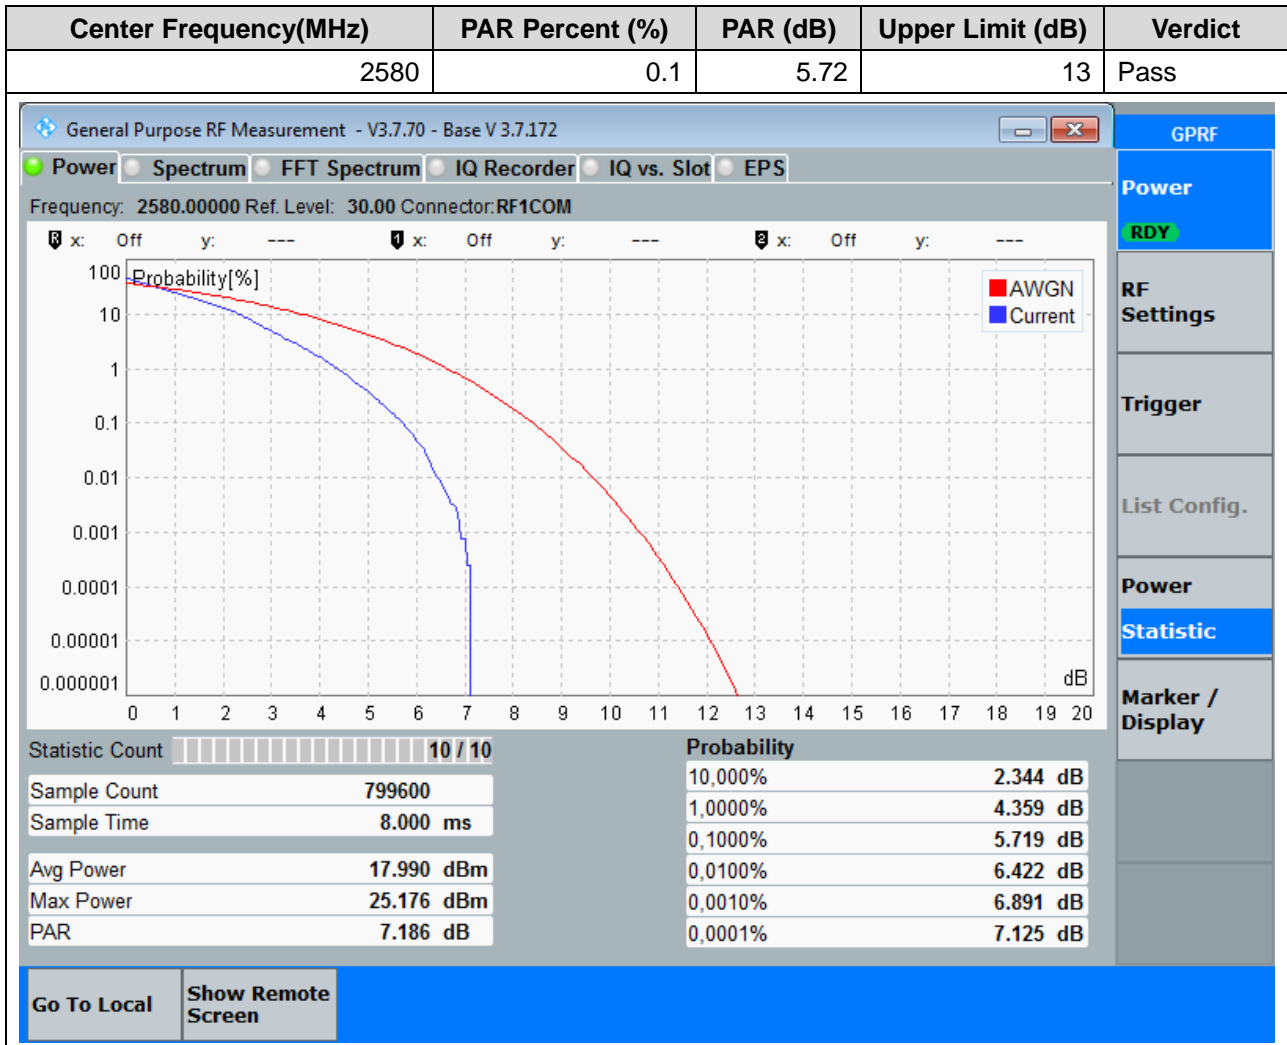 Center Frequency(MHz) PAR Percent (%) PAR (dB) Upper Limit (dB) Verdict
2580 0.1 5.72 13 Pass
General Purpose RF Measurement - V3.7.70 - Base V 3.7.172
GPRF
Power Spectrum FFT Spectrum IQ Recorder IQ vs. Slot EPS
Frequency: 2580.00000 Ref. Level: 30.00 Connector: RF1COM
R x: Off y: --- 1 x: Off y: --- 2 x: Off y: ---
Probability[%]
AWGN
Current
100
10
1
0.1
0.01
0.001
0.0001
0.00001
0.000001
dB
0 1 2 3 4 5 6 7 8 9 10 11 12 13 14 15 16 17 18 19 20
Statistic Count 10 / 10
Sample Count 799600
Sample Time 8.000 ms
Avg Power 17.990 dBm
Max Power 25.176 dBm
PAR 7.186 dB
Probability
10,000% 2.344 dB
1,0000% 4.359 dB
0,1000% 5.719 dB
0,0100% 6.422 dB
0,0010% 6.891 dB
0,0001% 7.125 dB
Power
RDY
RF
Settings
Trigger
List Config.
Power
Statistic
Marker /
Display
Go To Local
Show Remote
Screen